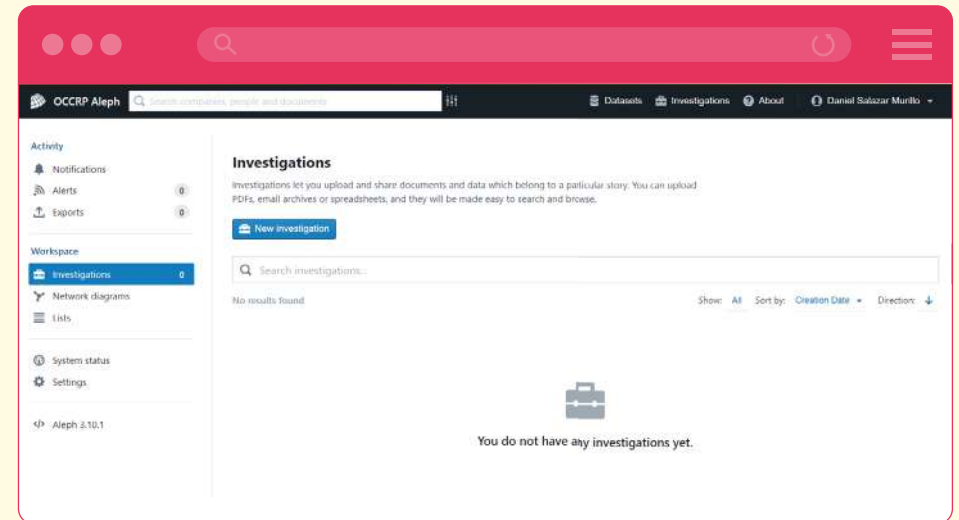 OCCRP Aleph
Search companies, people and documents
Datasets
Investigations
About
Daniel Salazar Murillo
Activity
Notifications
Alerts 0
Exports 0
Workspace
Investigations 0
Network diagrams
Lists
System status
Settings
Aleph 3.10.1
Investigations
Investigations let you upload and share documents and data which belong to a particular story. You can upload
PDFs, email archives or spreadsheets, and they will be made easy to search and browse.
New investigation
Search investigations...
No results found
Show: All Sort by: Creation Date Direction:
You do not have any investigations yet.